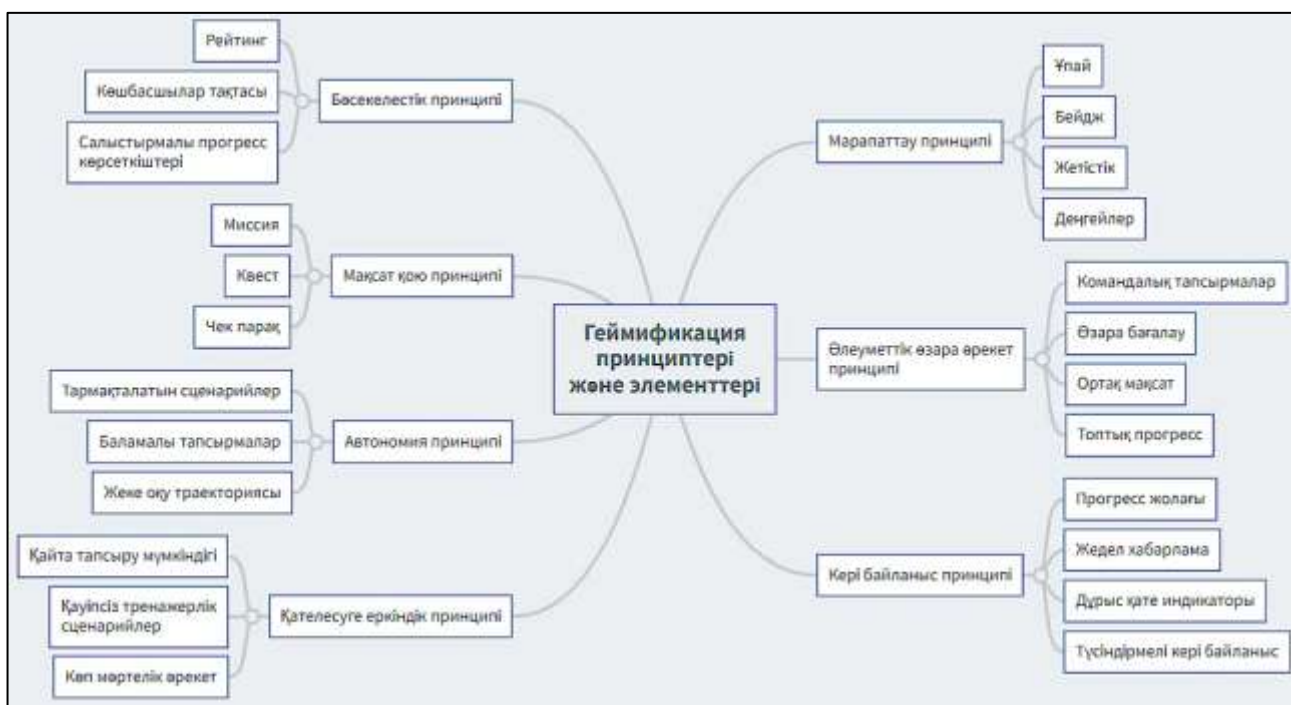 Рейтинг
Көшбасшылар тақтасы
Салыстырмалы прогресс
көрсеткіштері
Бәсекелестік принципі
Миссия
Квест
Чек парақ
Мақсат қою принципі
Тармақталатын сценарийлер
Баламалы тапсырмалар
Жеке оқу траекториясы
Автономия принципі
Қайта тапсыру мүмкіндігі
Қауіпсіз тренажерлік
сценарийлер
Көп мәртелік әрекет
Қателесуге еркіндік принципі
Геймификация
принциптері
және элементтері
Марапаттау принципі
Ұпай
Бейдж
Жетістік
Деңгейлер
Әлеуметтік өзара әрекет
принципі
Командалық тапсырмалар
Өзара бағалау
Ортақ мақсат
Топтық прогресс
Кері байланыс принципі
Прогресс жолағы
Жедел хабарлама
Дұрыс қате индикаторы
Түсіндірмелі кері байланыс